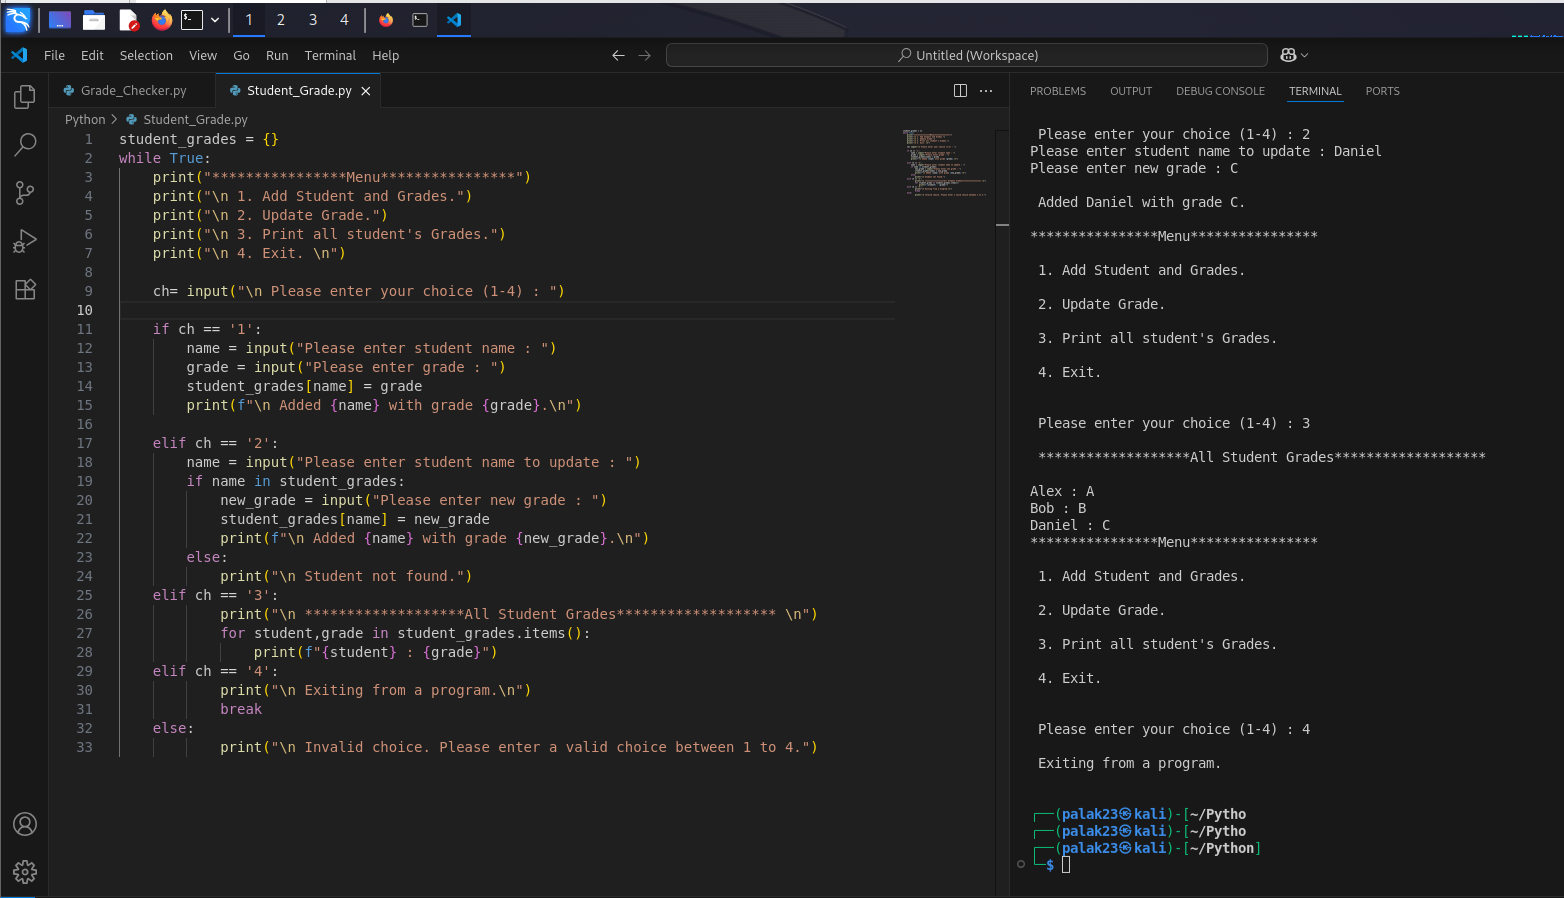 1 2 3 4
File Edit Selection View Go Run Terminal Help
Untitled (Workspace)
Grade_Checker.py Student_Grade.py
Python > Student_Grade.py
1 student_grades = {}
2 while True:
3     print("****************Menu****************")
4     print("\n 1. Add Student and Grades.")
5     print("\n 2. Update Grade.")
6     print("\n 3. Print all student's Grades.")
7     print("\n 4. Exit. \n")
8
9     ch= input("\n Please enter your choice (1-4) : ")
10
11     if ch == '1':
12         name = input("Please enter student name : ")
13         grade = input("Please enter grade : ")
14         student_grades[name] = grade
15         print(f"\n Added {name} with grade {grade}.\n")
16
17     elif ch == '2':
18         name = input("Please enter student name to update : ")
19         if name in student_grades:
20             new_grade = input("Please enter new grade : ")
21             student_grades[name] = new_grade
22             print(f"\n Added {name} with grade {new_grade}.\n")
23         else:
24             print("\n Student not found.")
25     elif ch == '3':
26             print("\n *******************All Student Grades******************* \n")
27             for student,grade in student_grades.items():
28                 print(f"{student} : {grade}")
29     elif ch == '4':
30             print("\n Exiting from a program.\n")
31             break
32     else:
33             print("\n Invalid choice. Please enter a valid choice between 1 to 4.")
PROBLEMS OUTPUT DEBUG CONSOLE TERMINAL PORTS
 Please enter your choice (1-4) : 2
Please enter student name to update : Daniel
Please enter new grade : C
 Added Daniel with grade C.
****************Menu****************
 1. Add Student and Grades.
 2. Update Grade.
 3. Print all student's Grades.
 4. Exit.
 Please enter your choice (1-4) : 3
 *******************All Student Grades*******************
Alex : A
Bob : B
Daniel : C
****************Menu****************
 1. Add Student and Grades.
 2. Update Grade.
 3. Print all student's Grades.
 4. Exit.
 Please enter your choice (1-4) : 4
 Exiting from a program.
┌──(palak23㉿kali)-[~/Pytho
┌──(palak23㉿kali)-[~/Pytho
┌──(palak23㉿kali)-[~/Python]
└─$